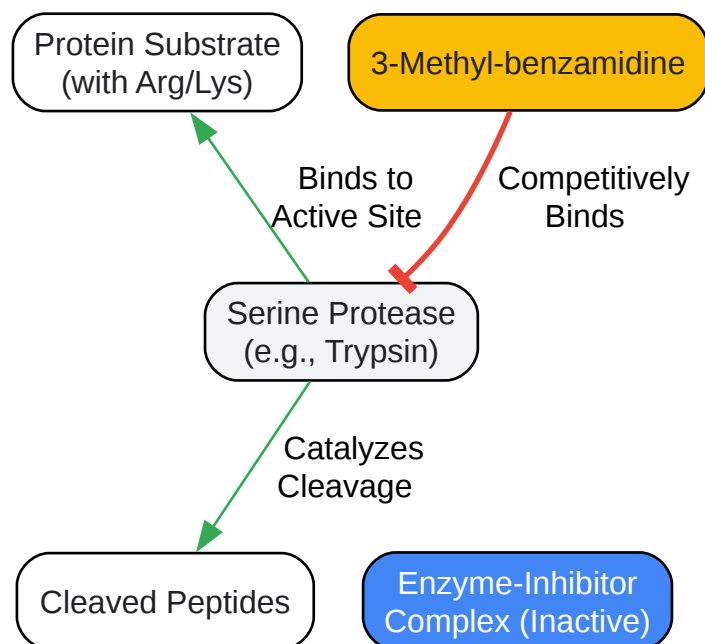 Protein Substrate
(with Arg/Lys)
3-Methyl-benzamidine
Binds to
Active Site
Competitively
Binds
Serine Protease
(e.g., Trypsin)
Catalyzes
Cleavage
Cleaved Peptides
Enzyme-Inhibitor
Complex (Inactive)